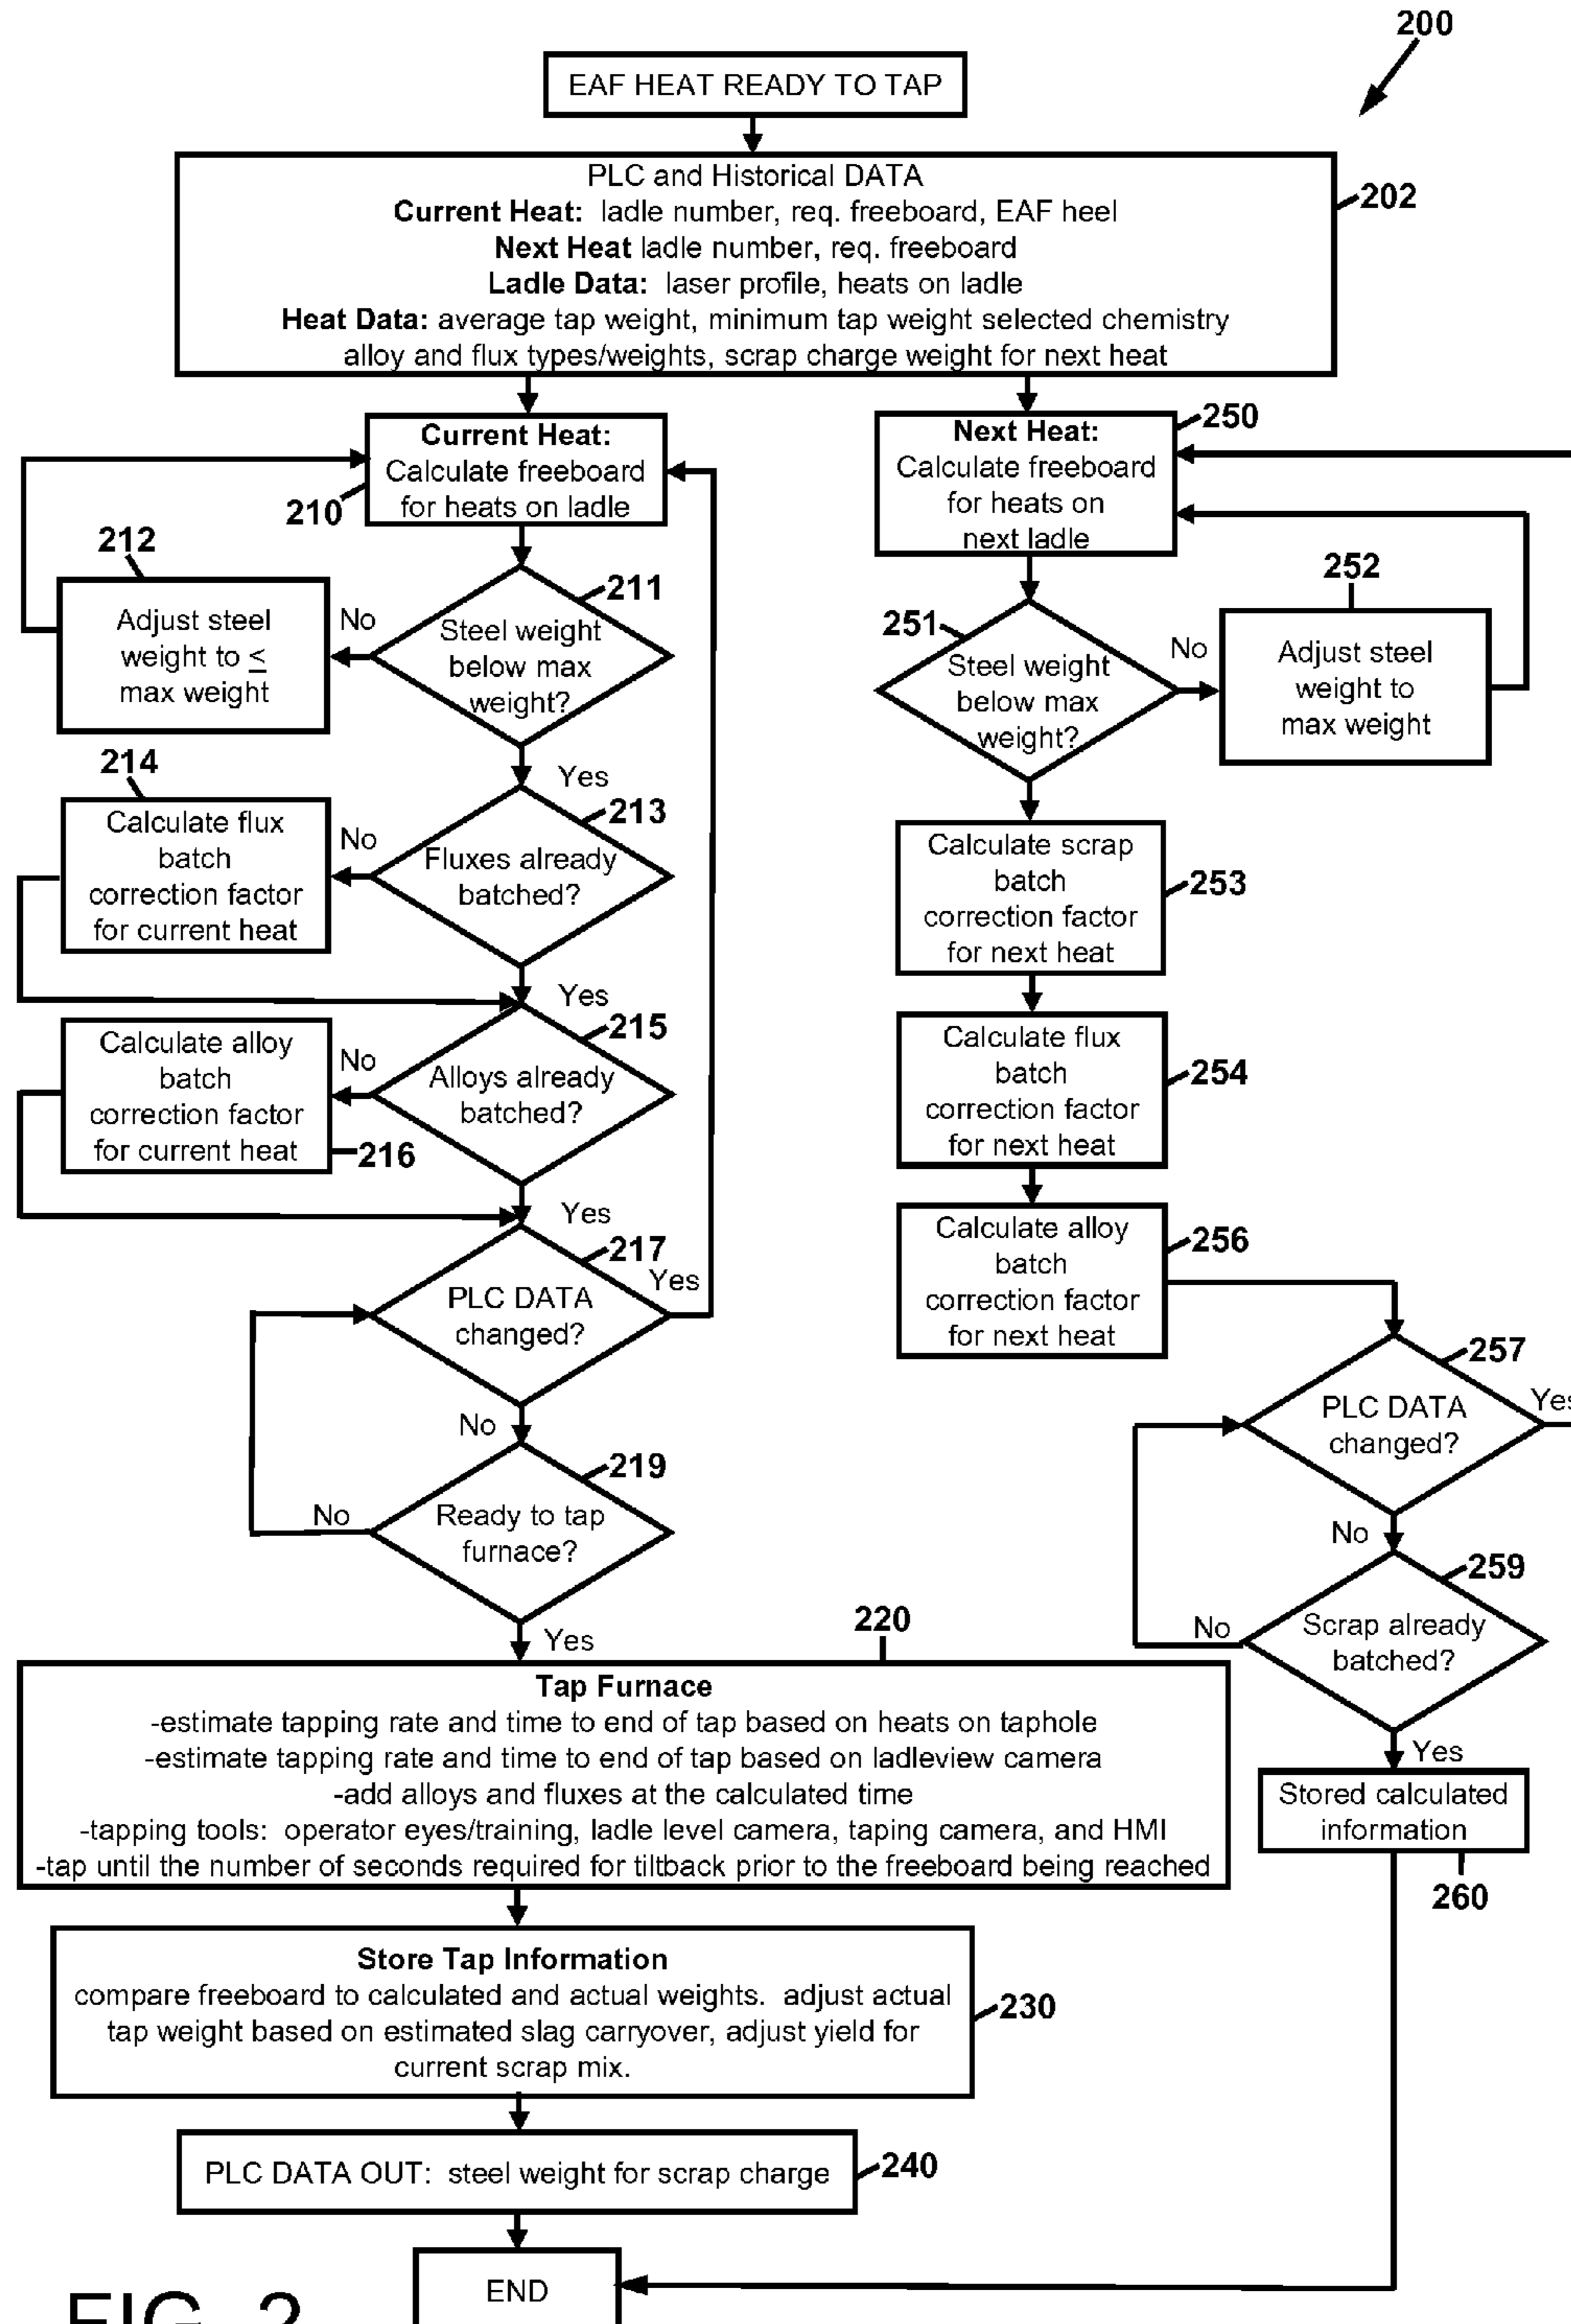 200
EAF HEAT READY TO TAP
PLC and Historical DATA
Current Heat: ladle number, req. freeboard, EAF heel
Next Heat ladle number, req. freeboard
Ladle Data: laser profile, heats on ladle
Heat Data: average tap weight, minimum tap weight selected chemistry
alloy and flux types/weights, scrap charge weight for next heat
202
Current Heat:
Calculate freeboard
for heats on ladle
210
212
Adjust steel
weight to ≤
max weight
No
211
Steel weight
below max
weight?
Yes
214
Calculate flux
batch
correction factor
for current heat
No
213
Fluxes already
batched?
Yes
Calculate alloy
batch
correction factor
for current heat
216
No
215
Alloys already
batched?
Yes
217
PLC DATA
changed?
Yes
No
219
Ready to tap
furnace?
No
Yes
250
Next Heat:
Calculate freeboard
for heats on
next ladle
251
Steel weight
below max
weight?
No
252
Adjust steel
weight to
max weight
Calculate scrap
batch
correction factor
for next heat
253
Calculate flux
batch
correction factor
for next heat
254
Calculate alloy
batch
correction factor
for next heat
256
257
PLC DATA
changed?
Yes
No
259
Scrap already
batched?
No
Yes
Stored calculated
information
260
220
Tap Furnace
-estimate tapping rate and time to end of tap based on heats on taphole
-estimate tapping rate and time to end of tap based on ladleview camera
-add alloys and fluxes at the calculated time
-tapping tools: operator eyes/training, ladle level camera, taping camera, and HMI
-tap until the number of seconds required for tiltback prior to the freeboard being reached
Store Tap Information
compare freeboard to calculated and actual weights. adjust actual
tap weight based on estimated slag carryover, adjust yield for
current scrap mix.
230
PLC DATA OUT: steel weight for scrap charge
240
END
FIG. 2